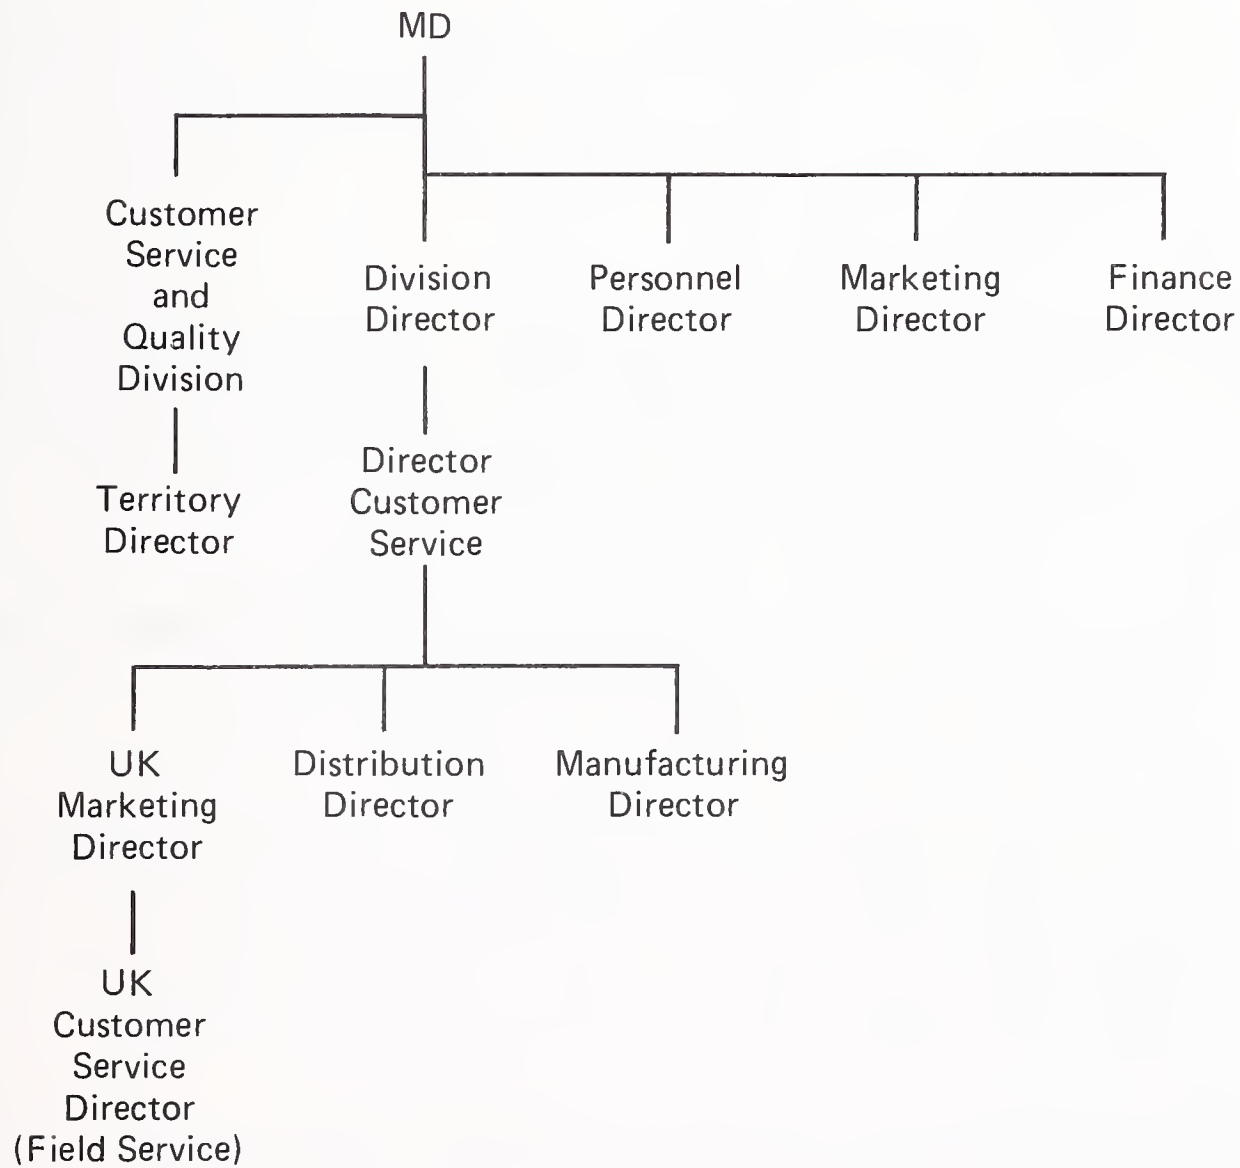 MD
Customer
Service
and
Quality
Division
Division
Director
Personnel
Director
Marketing
Director
Finance
Director
Territory
Director
Director
Customer
Service
UK
Marketing
Director
Distribution
Director
Manufacturing
Director
UK
Customer
Service
Director
(Field Service)